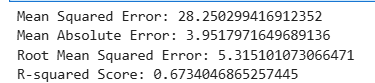 Mean Squared Error: 28.250299416912352
Mean Absolute Error: 3.9517971649689136
Root Mean Squared Error: 5.315101073066471
R-squared Score: 0.6734046865257445